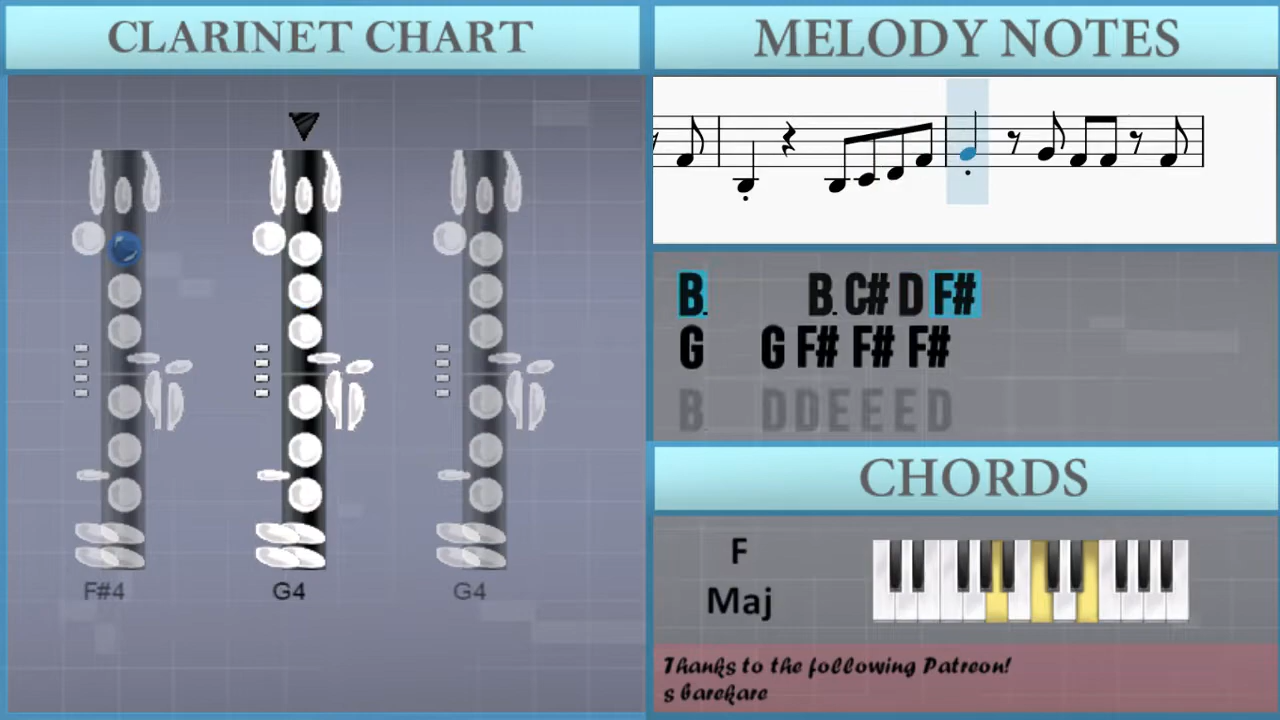 CLARINET CHART
F#4
G4
G4
MELODY NOTES
B. B. C# D F#
G G F# F# F#
B. D D E E E D
CHORDS
F
Maj
Thanks to the following Patreon!
s barekare